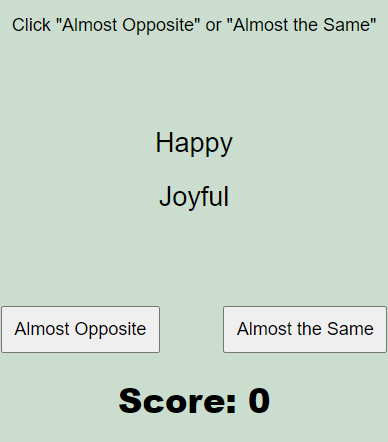 Click "Almost Opposite" or "Almost the Same"
Happy
Joyful
Almost Opposite
Almost the Same
Score: 0